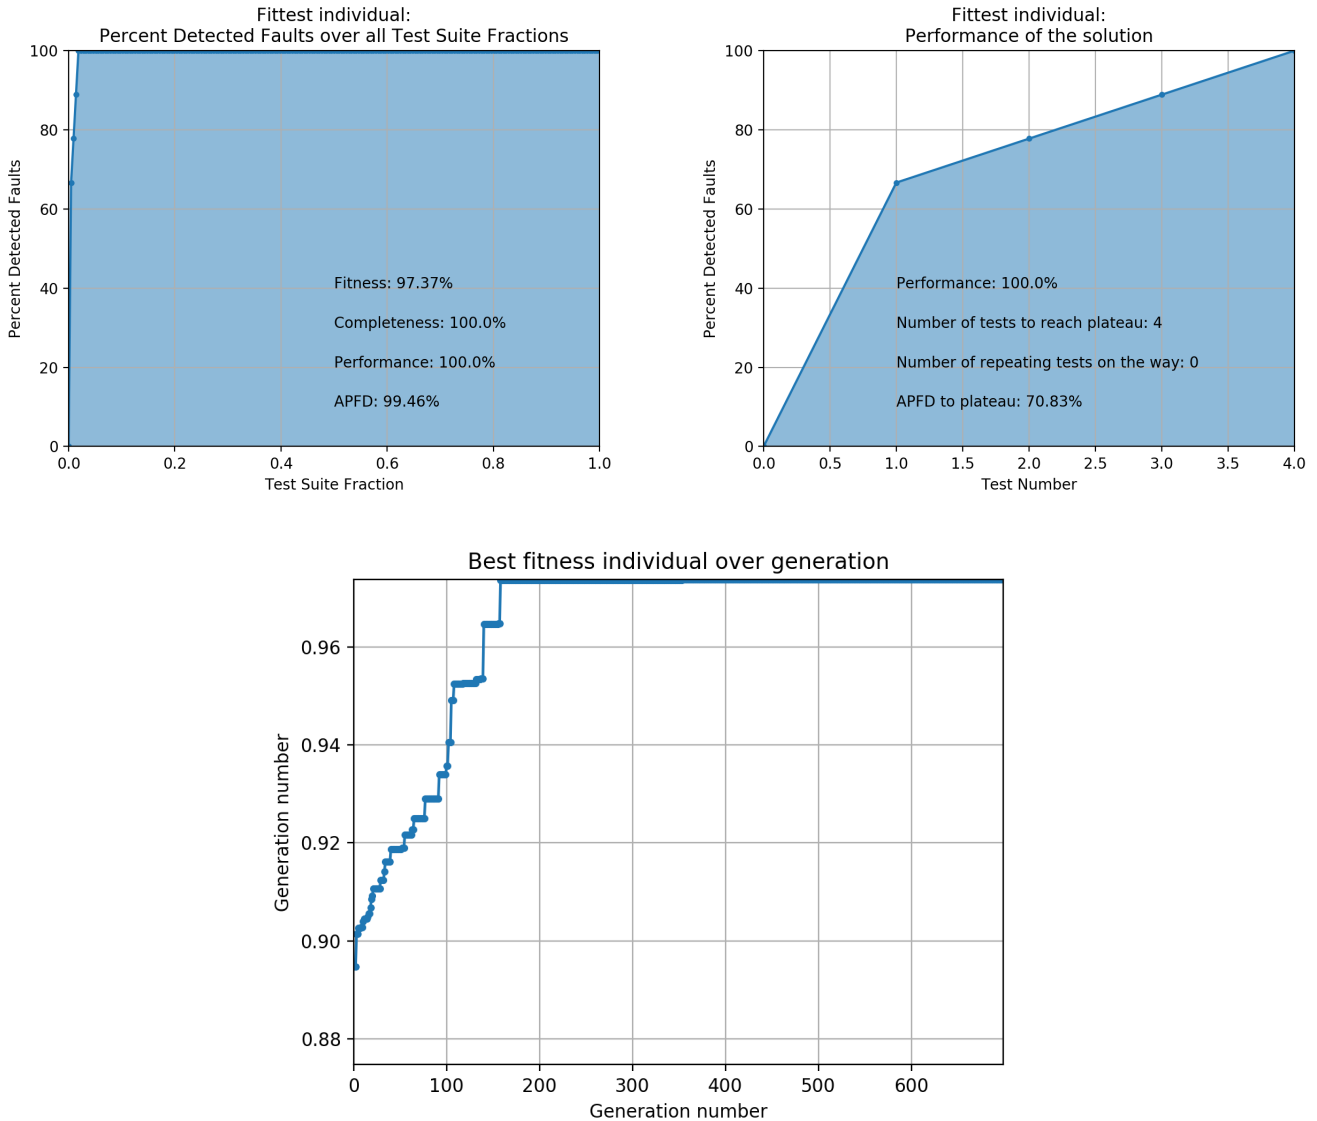 Fittest individual:
Percent Detected Faults over all Test Suite Fractions
100
80
60
40
20
0
Percent Detected Faults
Fitness: 97.37%
Completeness: 100.0%
Performance: 100.0%
APFD: 99.46%
0.0 0.2 0.4 0.6 0.8 1.0
Test Suite Fraction
Fittest individual:
Performance of the solution
100
80
60
40
20
0
Percent Detected Faults
Performance: 100.0%
Number of tests to reach plateau: 4
Number of repeating tests on the way: 0
APFD to plateau: 70.83%
0.0 0.5 1.0 1.5 2.0 2.5 3.0 3.5 4.0
Test Number
Best fitness individual over generation
0.96
0.94
0.92
0.90
0.88
Generation number
0 100 200 300 400 500 600
Generation number